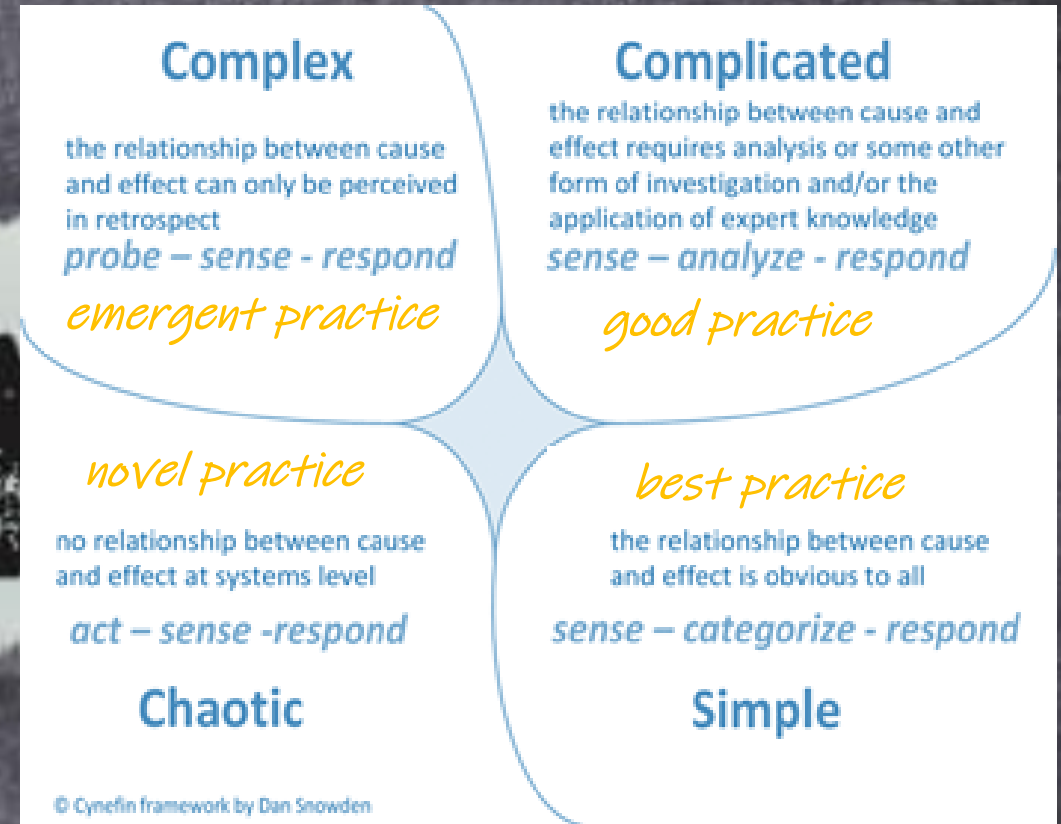 Complex
the relationship between cause
and effect can only be perceived
in retrospect
probe – sense - respond
emergent practice
Complicated
the relationship between cause and
effect requires analysis or some other
form of investigation and/or the
application of expert knowledge
sense – analyze - respond
good practice
novel practice
no relationship between cause
and effect at systems level
act – sense -respond
Chaotic
best practice
the relationship between cause
and effect is obvious to all
sense – categorize - respond
Simple
© Cynefin framework by Dan Snowden